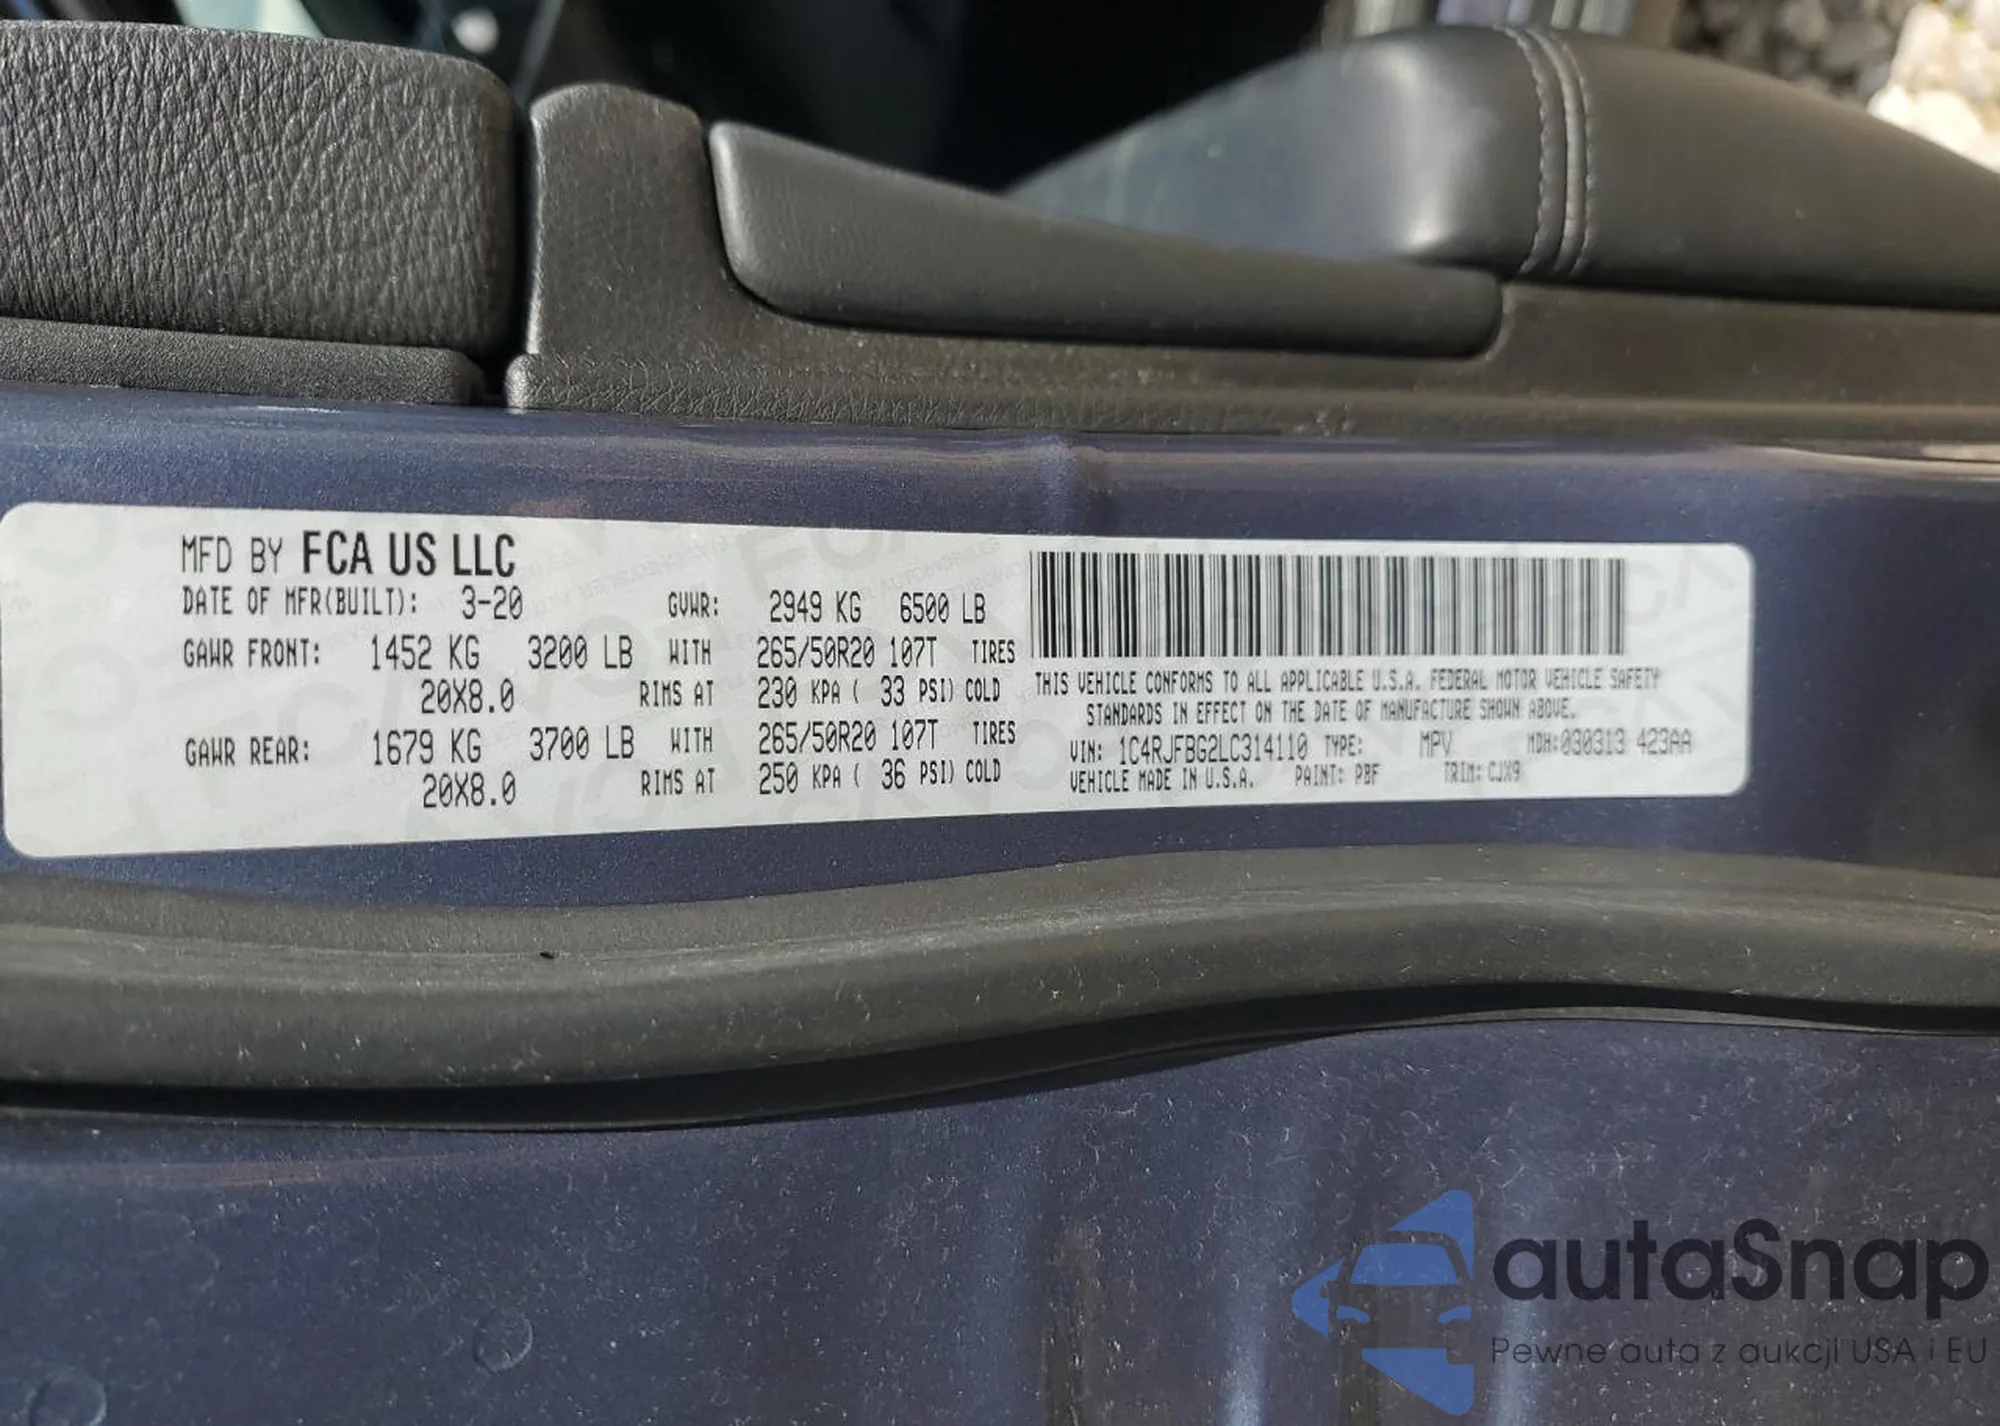 MFD BY FCA US LLC
DATE OF MFR(BUILT): 3-20 GVWR: 2949 KG 6500 LB
GAWR FRONT: 1452 KG 3200 LB WITH 265/50R20 107T TIRES
20X8.0 RIMS AT 230 KPA ( 33 PSI) COLD
GAWR REAR: 1679 KG 3700 LB WITH 265/50R20 107T TIRES
20X8.0 RIMS AT 250 KPA ( 36 PSI) COLD
THIS VEHICLE CONFORMS TO ALL APPLICABLE U.S.A. FEDERAL MOTOR VEHICLE SAFETY
STANDARDS IN EFFECT ON THE DATE OF MANUFACTURE SHOWN ABOVE.
VIN: 1C4RJFBG2LC314110 TYPE: MPV MDH:030313 423AA
VEHICLE MADE IN U.S.A. PAINT: PBF TRIM: CJX9
autaSnap
Pewne auta z aukcji USA i EU